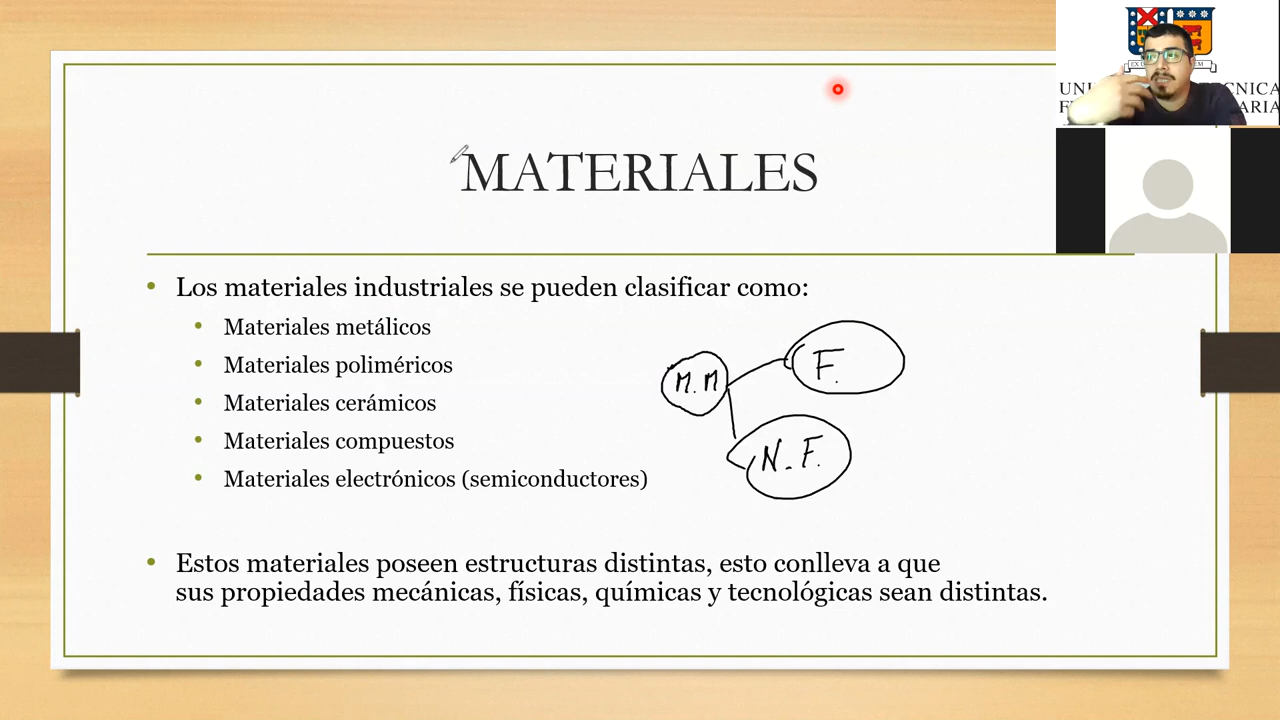 MATERIALES
Los materiales industriales se pueden clasificar como:
Materiales metálicos
Materiales poliméricos
Materiales cerámicos
Materiales compuestos
Materiales electrónicos (semiconductores)
M.M
F.
N.F.
Estos materiales poseen estructuras distintas, esto conlleva a que
sus propiedades mecánicas, físicas, químicas y tecnológicas sean distintas.